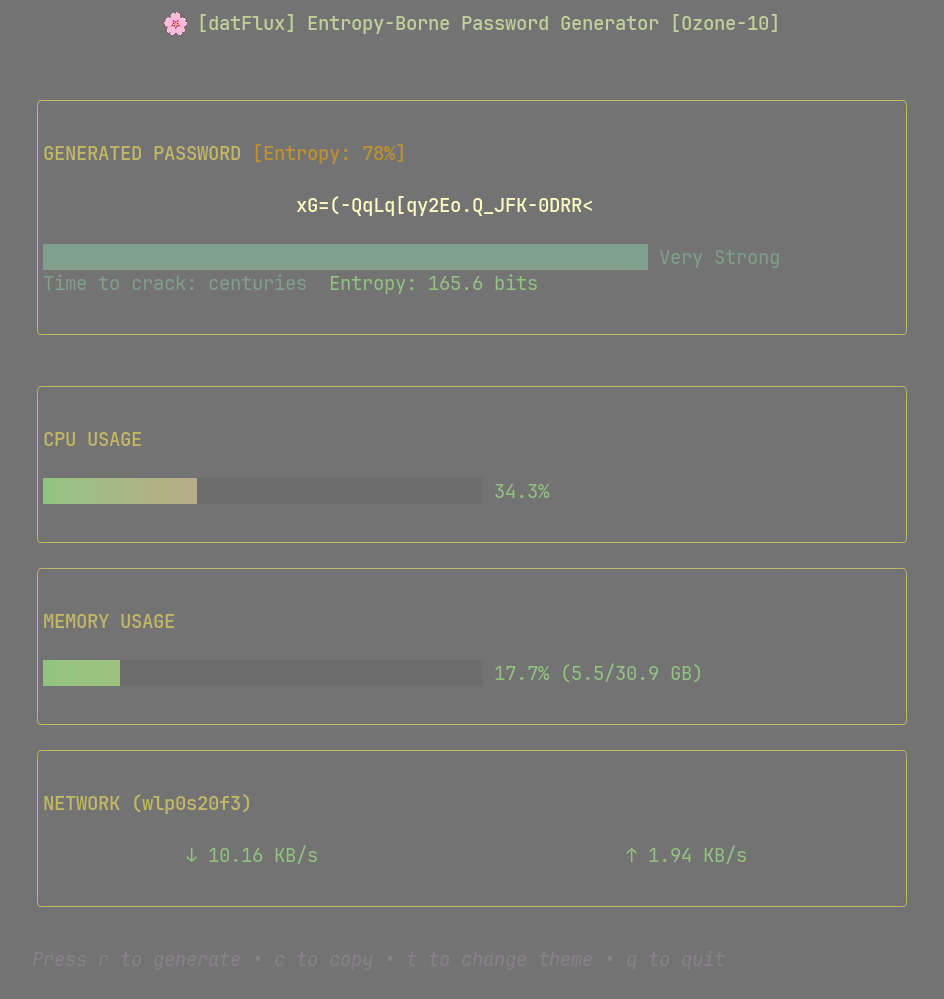 🌸 [datFlux] Entropy-Borne Password Generator [Ozone-10]
GENERATED PASSWORD [Entropy: 78%]
xG=(-QqLq[qy2Eo.Q_JFK-0DRR<
Very Strong
Time to crack: centuries Entropy: 165.6 bits
CPU USAGE
34.3%
MEMORY USAGE
17.7% (5.5/30.9 GB)
NETWORK (wlp0s20f3)
↓ 10.16 KB/s ↑ 1.94 KB/s
Press r to generate • c to copy • t to change theme • q to quit